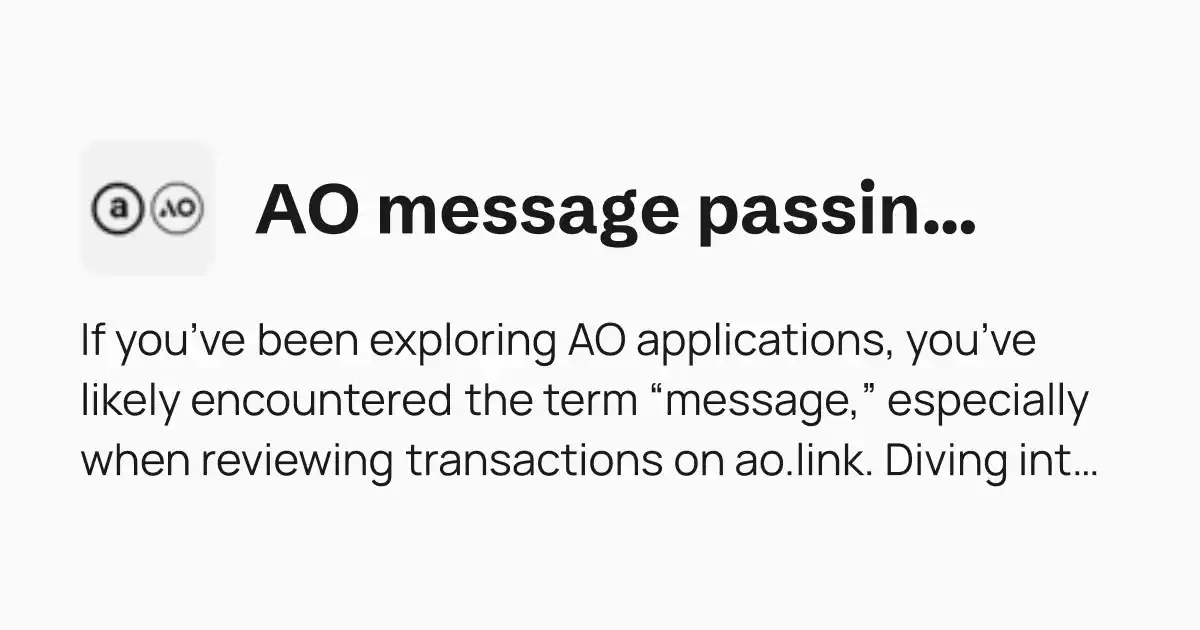 a AO AO message passin...
If you’ve been exploring AO applications, you’ve
likely encountered the term “message,” especially
when reviewing transactions on ao.link. Diving int...